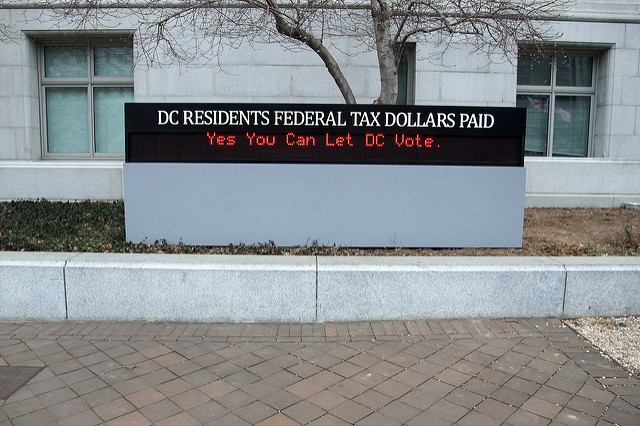 DC RESIDENTS FEDERAL TAX DOLLARS PAID
Yes You Can Let DC Vote.